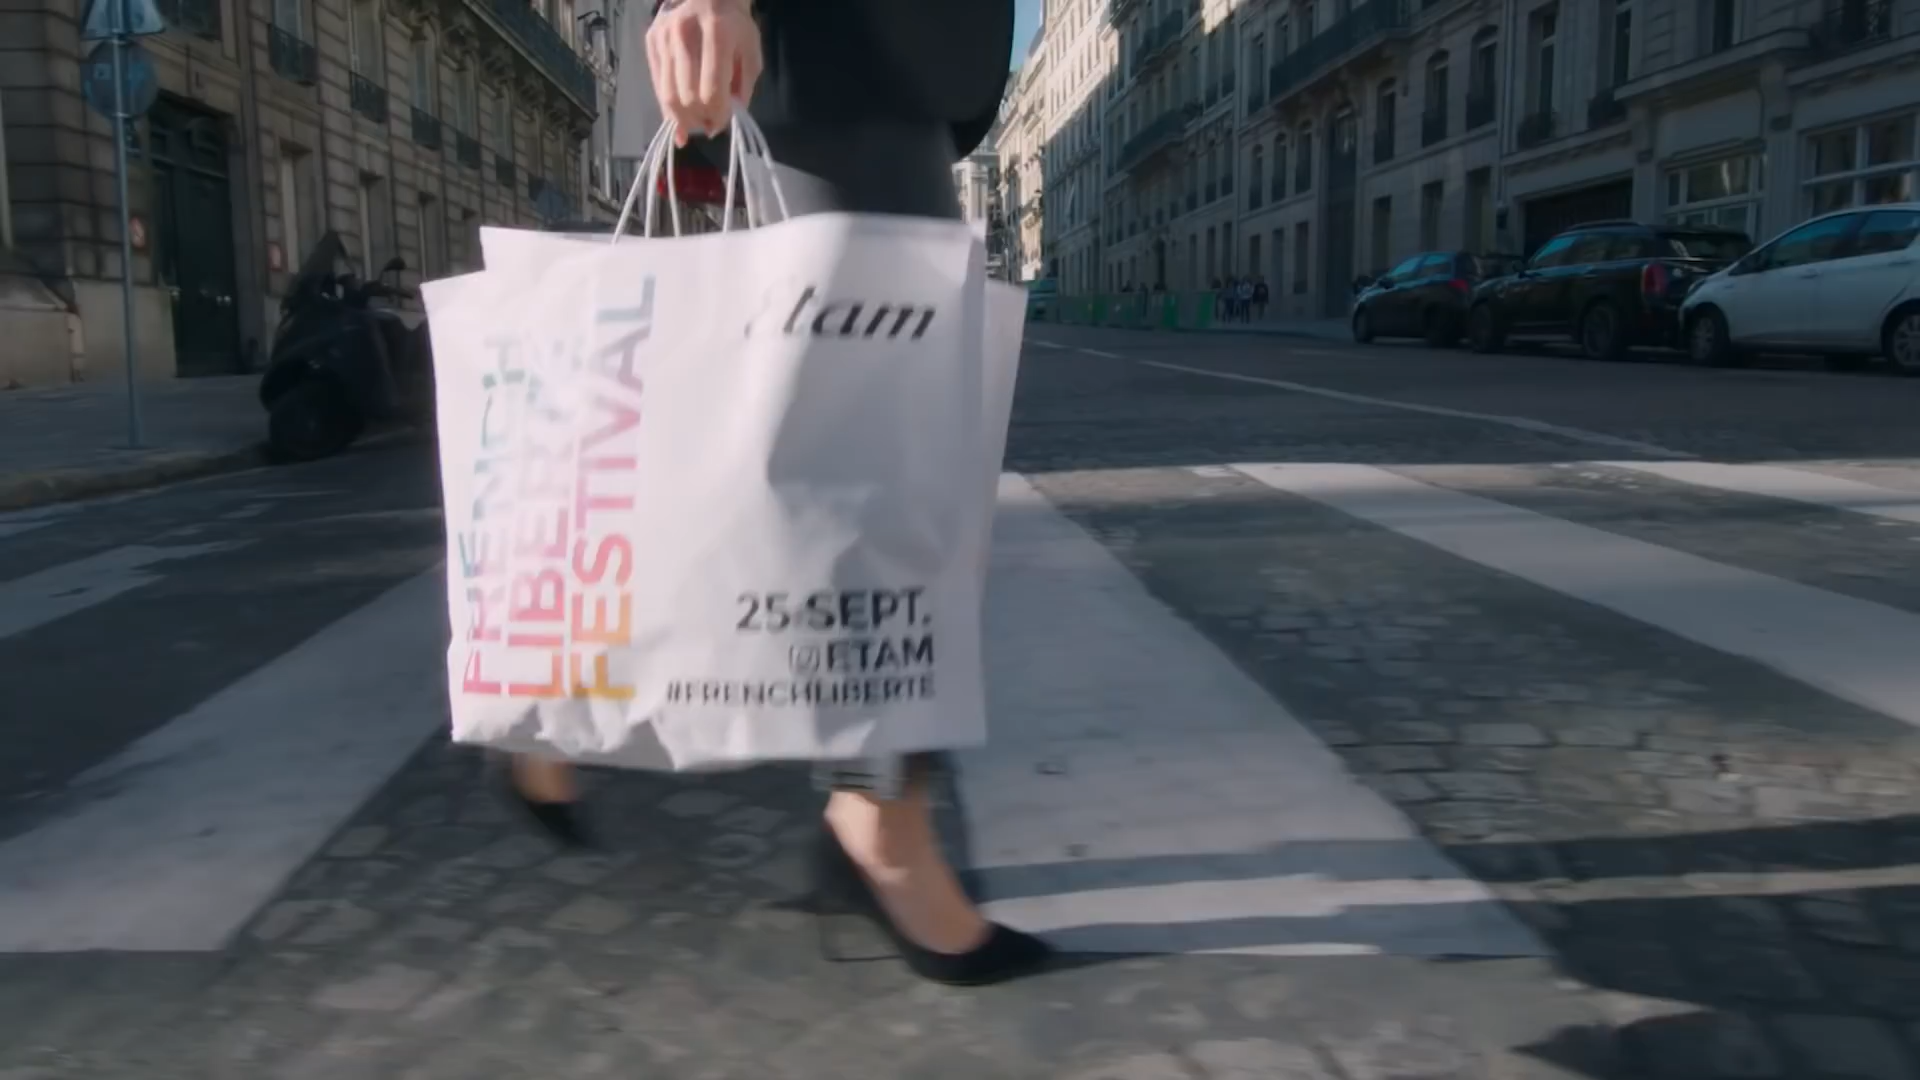 Etam
FRENCH
LIBERTÉ
FESTIVAL
25 SEPT.
@ETAM
#FRENCHLIBERTE